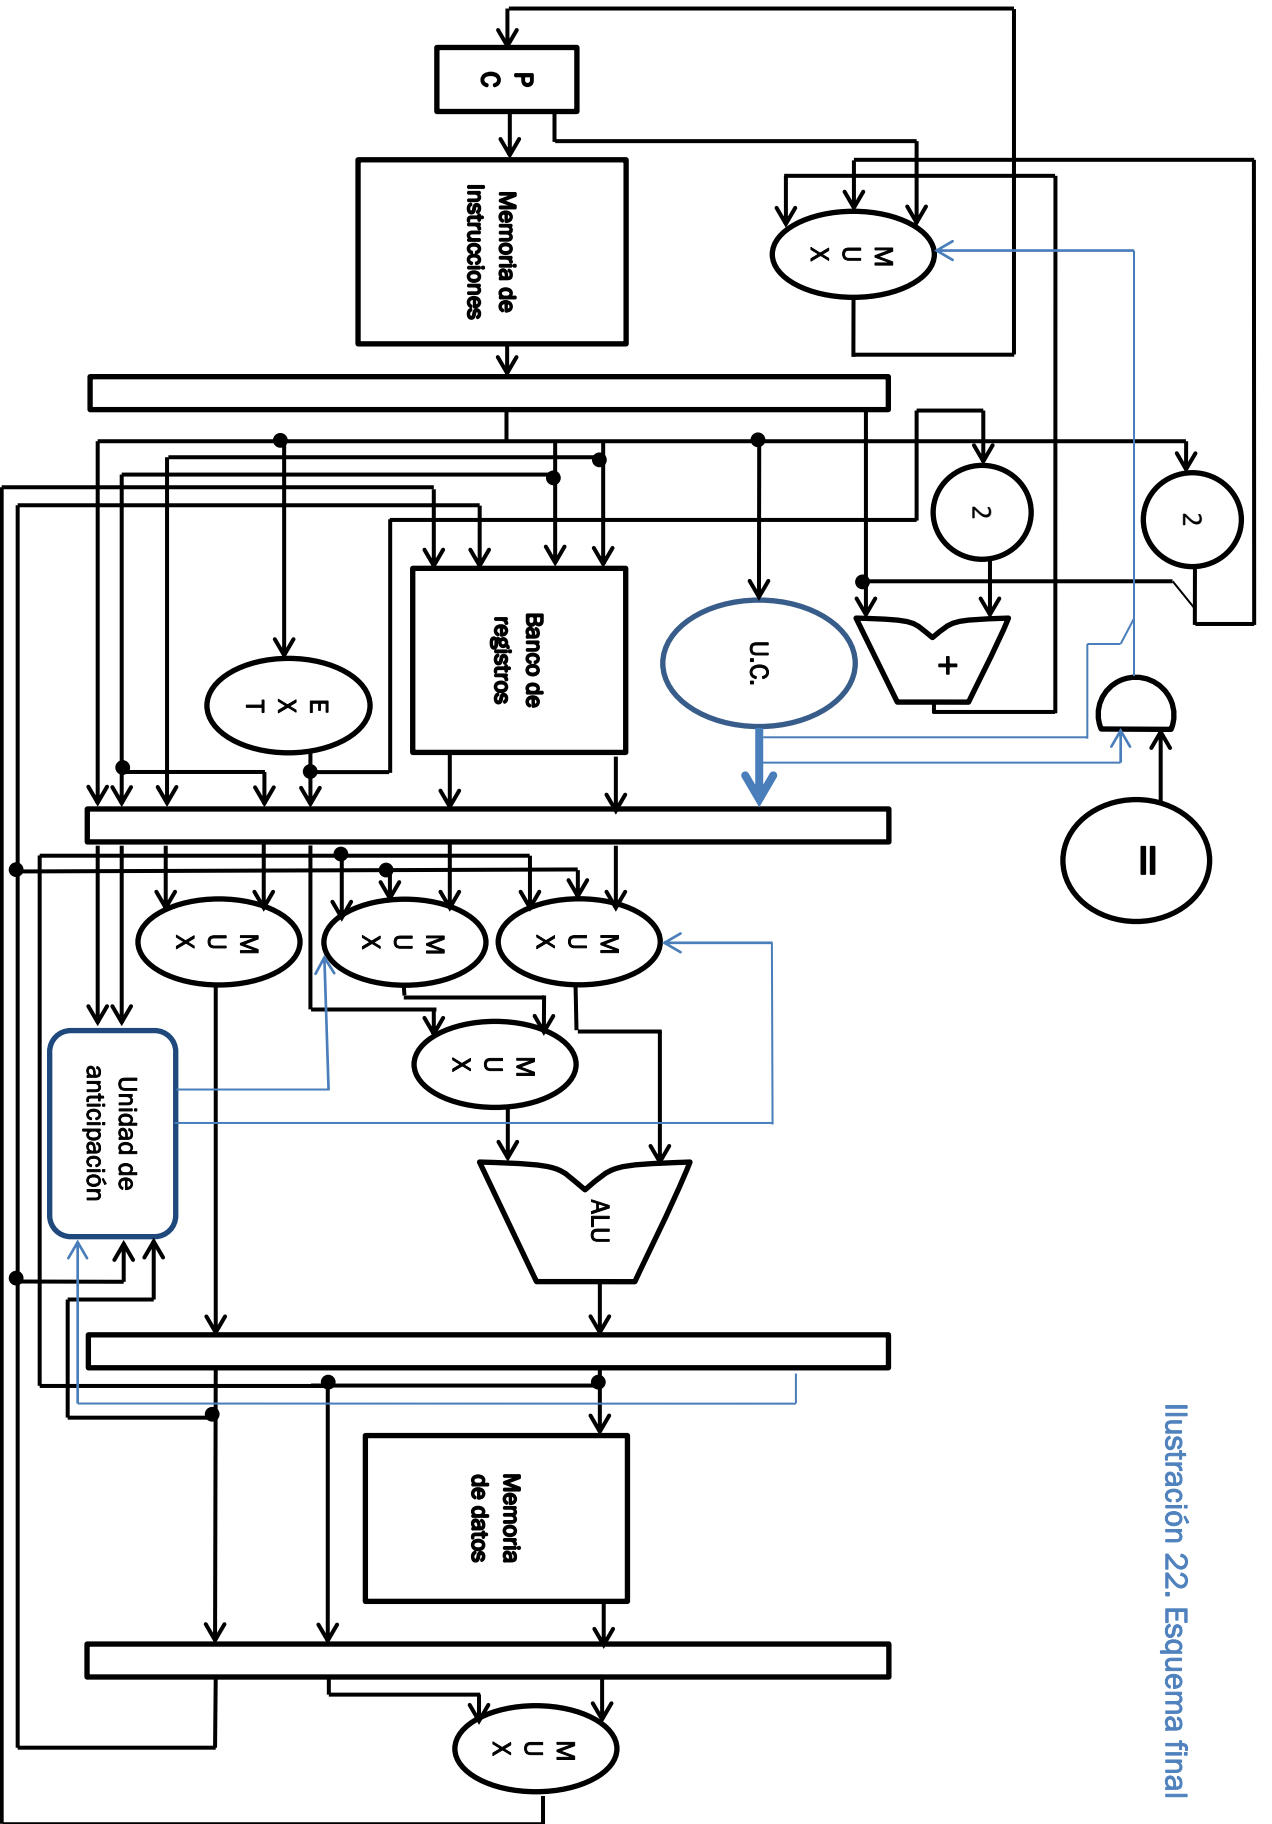 Ilustración 22. Esquema final
P
C
Memoria de
Instrucciones
M
U
X
2
2
+
U.C.
=
Banco de
registros
E
X
T
M
U
X
M
U
X
M
U
X
M
U
X
ALU
Unidad de
anticipación
Memoria
de datos
M
U
X